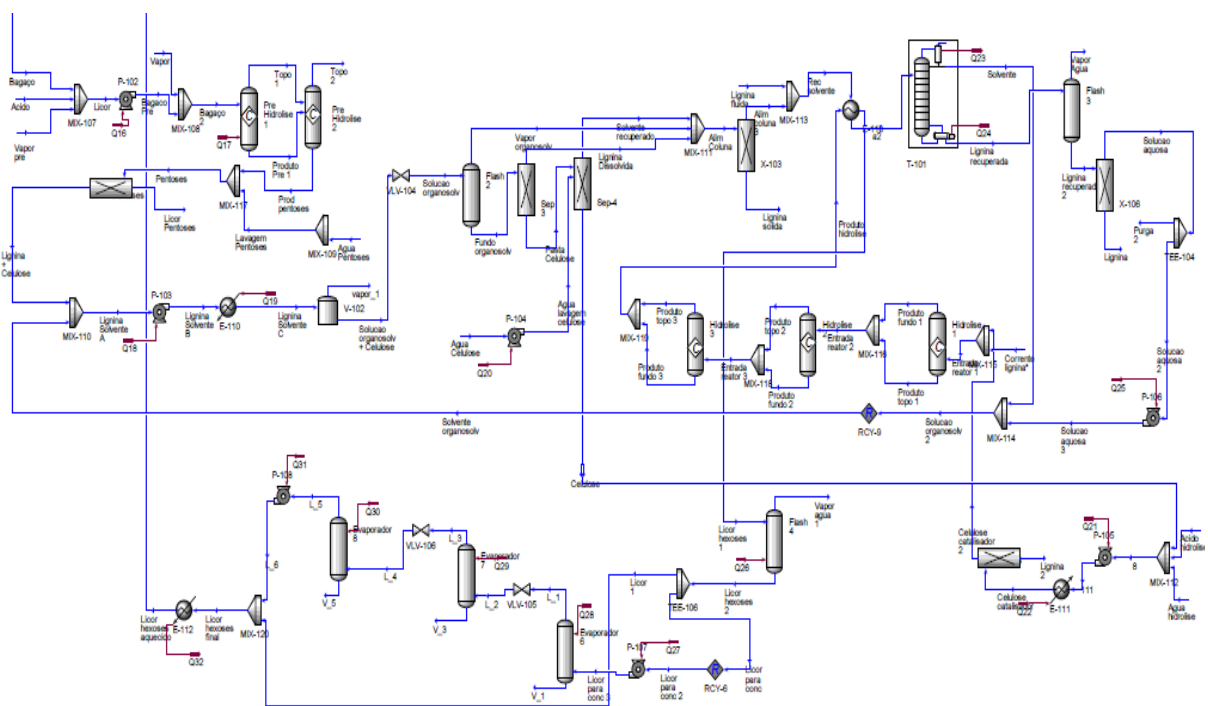 Bagaço
Acido
Vapor
pré
MIX-107
Licor
P-102
Q16
Vapor
Bagaco
Pre
MIX-108
Bagaço
2
Q17
Topo
1
Pre
Hidrolise
1
Produto
Pre 1
Topo
2
Pre
Hidrolise
2
Pentoses
MIX-117
Prod
pentoses
Licor
Pentoses
Lavagem
Pentoses
MIX-109
Agua
Pentoses
Lignina
+
Celulose
MIX-110
Lignina
Solvente
A
P-103
Q18
Lignina
Solvente
B
E-110
Q19
Lignina
Solvente
C
V-102
vapor_1
Solucao
organosolv
+ Celulose
VLV-104
Solucao
organosolv
Flash
2
Fundo
organosolv
Vapor
organosolv
Sep
3
Pasta
Celulose
Solvente
recuperado
Lignina
Dissolvida
Sep-4
Agua
lavagem
celulose
Agua
Celulose
P-104
Q20
MIX-111
Alim
Coluna
Lignina
fluida
Alim
coluna
3
MIX-113
X-103
Lignina
solida
Rec
solvente
Produto
hidrolise
T-101
Q23
Solvente
Q24
Lignina
recuperada
Vapor
Agua
Flash
3
Lignina
recuperad
2
Solucao
aquosa
X-106
Lignina
Purga
2
TEE-104
Solucao
aquosa
2
Q25
P-106
Solucao
aquosa
3
MIX-114
Solucao
organosolv
2
RCY-9
Solvente
organosolv
MIX-119
Produto
topo 3
Hidrolise
3
Produto
fundo 3
Entrada
reator 3
MIX-118
Produto
topo 2
Hidrolise
2
Produto
fundo 2
Entrada
reator 2
MIX-116
Produto
fundo 1
Hidrolise
1
Produto
topo 1
Entrada
reator 1
MIX-115
Corrente
lignina*
Celulose
Q31
P-108
L_5
L_6
Q30
Evaporador
8
V_5
L_4
VLV-106
L_3
Evaporador
7
Q29
V_3
L_2
VLV-105
L_1
Q28
Evaporador
6
V_1
Licor
para
conc 3
P-107
Q27
Licor
para
conc 2
RCY-6
Licor
para
conc
TEE-106
Licor
1
Licor
hexoses
2
Licor
hexoses
1
Q26
Flash
4
Vapor
agua
1
Licor
hexoses
aquecido
E-112
Q32
Licor
hexoses
final
MIX-120
Celulose
catalisador
2
Lignina
2
Celulose
catalisador
Q22
E-111
111
Q21
P-105
8
MIX-112
Acido
hidrolise
Agua
hidrolise